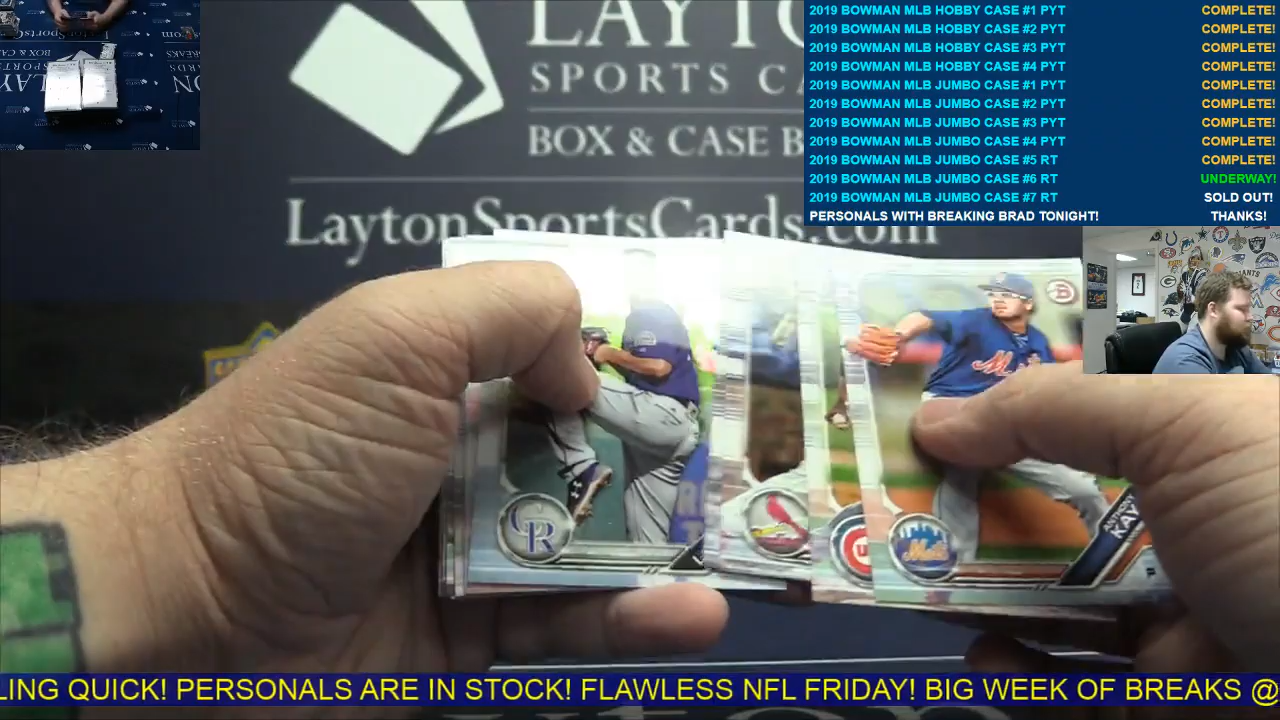 LAYTON
SPORTS CA
BOX & CASE B
LaytonSportsCards.com
2019 BOWMAN MLB HOBBY CASE #1 PYT COMPLETE!
2019 BOWMAN MLB HOBBY CASE #2 PYT COMPLETE!
2019 BOWMAN MLB HOBBY CASE #3 PYT COMPLETE!
2019 BOWMAN MLB HOBBY CASE #4 PYT COMPLETE!
2019 BOWMAN MLB JUMBO CASE #1 PYT COMPLETE!
2019 BOWMAN MLB JUMBO CASE #2 PYT COMPLETE!
2019 BOWMAN MLB JUMBO CASE #3 PYT COMPLETE!
2019 BOWMAN MLB JUMBO CASE #4 PYT COMPLETE!
2019 BOWMAN MLB JUMBO CASE #5 RT COMPLETE!
2019 BOWMAN MLB JUMBO CASE #6 RT UNDERWAY!
2019 BOWMAN MLB JUMBO CASE #7 RT SOLD OUT!
PERSONALS WITH BREAKING BRAD TONIGHT! THANKS!
B
CR
Mets
KAY
P
LING QUICK! PERSONALS ARE IN STOCK! FLAWLESS NFL FRIDAY! BIG WEEK OF BREAKS @